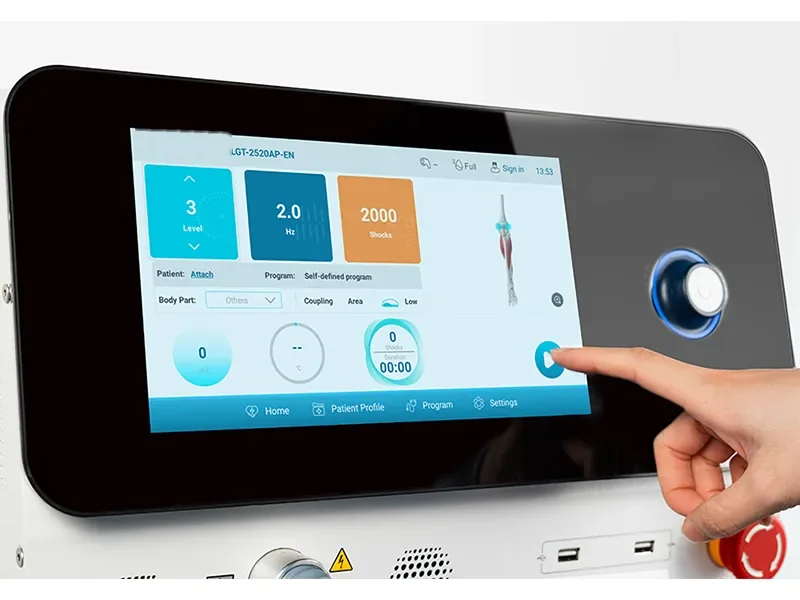 LGT-2520AP-EN
Full
Sign in
13:53
3
Level
2.0
Hz
2000
Shocks
Patient: Attach
Program: Self-defined program
Body Part: Others
Coupling Area Low
0
--
°C
0
Shocks
Duration
00:00
Home
Patient Profile
Program
Settings